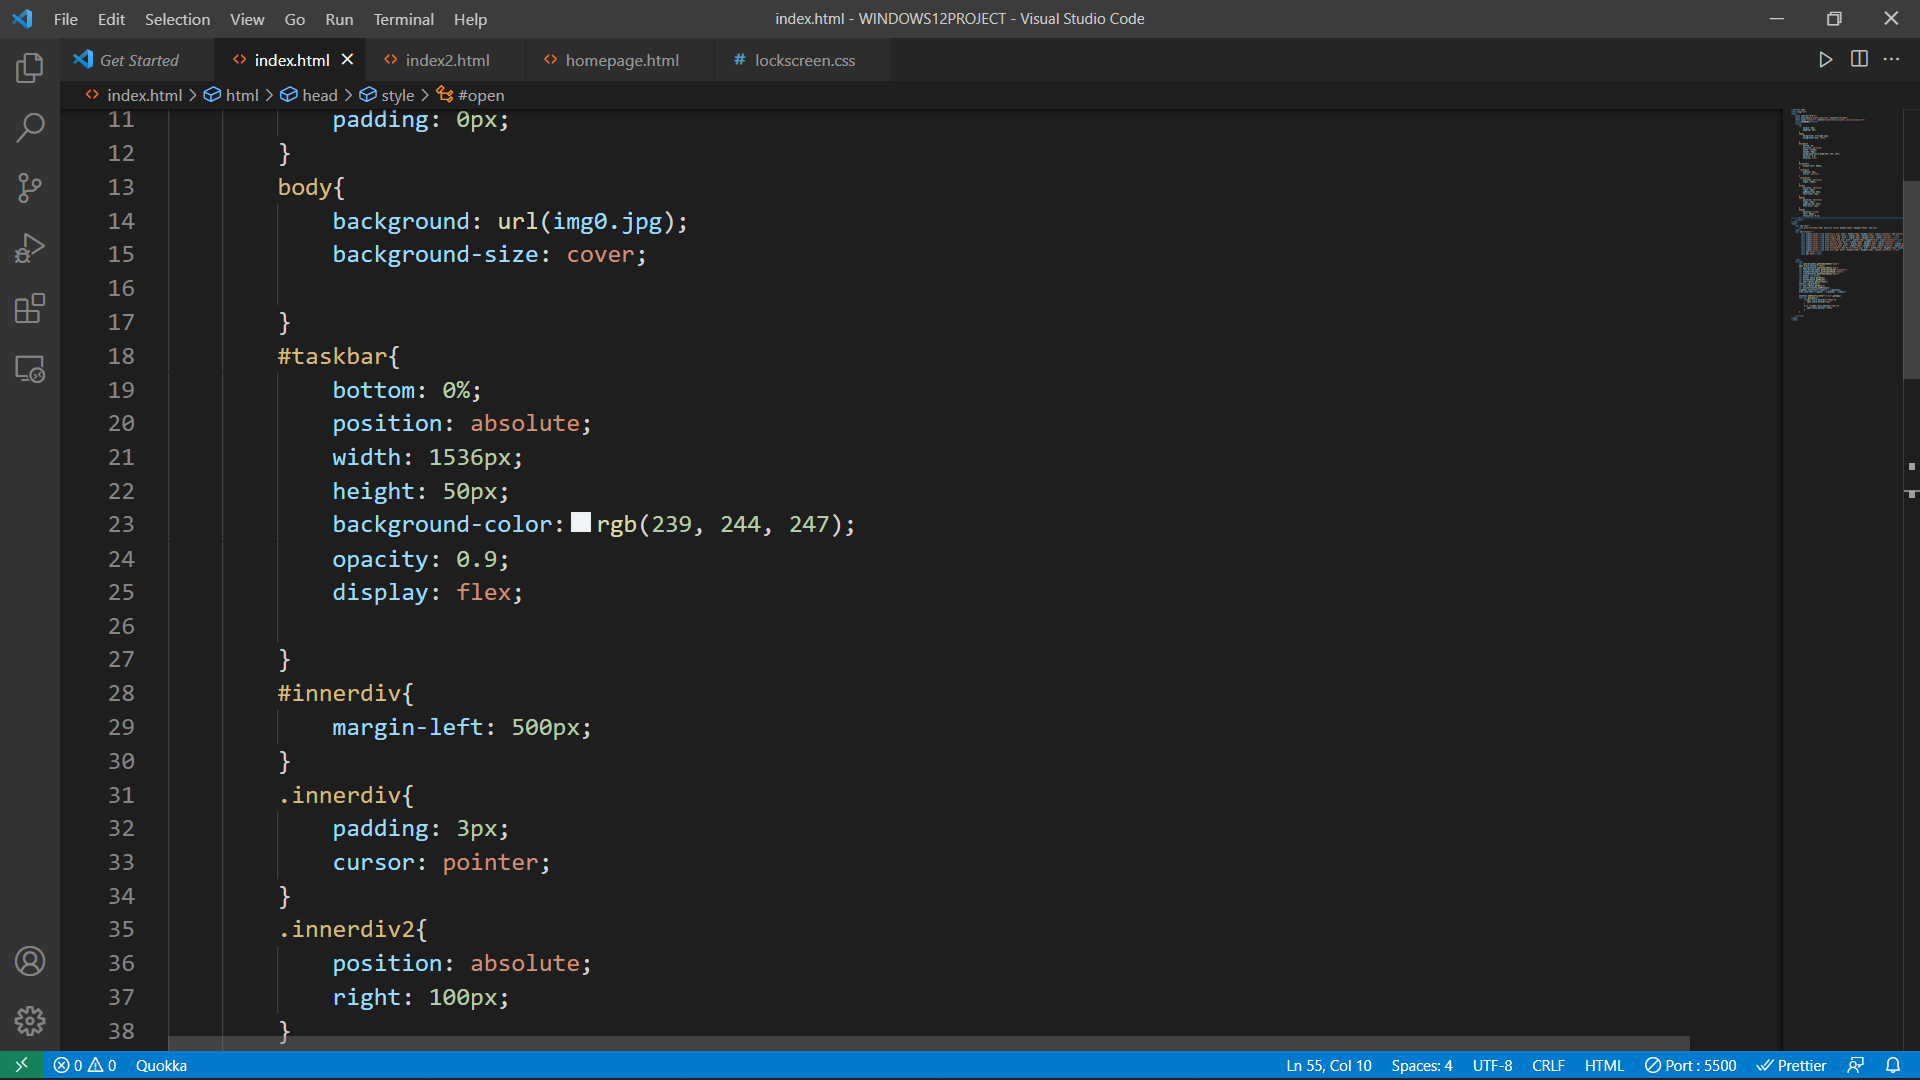 File Edit Selection View Go Run Terminal Help
index.html - WINDOWS12PROJECT - Visual Studio Code
Get Started
index.html
index2.html
homepage.html
# lockscreen.css
index.html > html > head > style > #open
11 padding: 0px;
12 }
13 body{
14 background: url(img0.jpg);
15 background-size: cover;
16
17 }
18 #taskbar{
19 bottom: 0%;
20 position: absolute;
21 width: 1536px;
22 height: 50px;
23 background-color: rgb(239, 244, 247);
24 opacity: 0.9;
25 display: flex;
26
27 }
28 #innerdiv{
29 margin-left: 500px;
30 }
31 .innerdiv{
32 padding: 3px;
33 cursor: pointer;
34 }
35 .innerdiv2{
36 position: absolute;
37 right: 100px;
38 }
0 0 Quokka
Ln 55, Col 10 Spaces: 4 UTF-8 CRLF HTML Port : 5500 Prettier